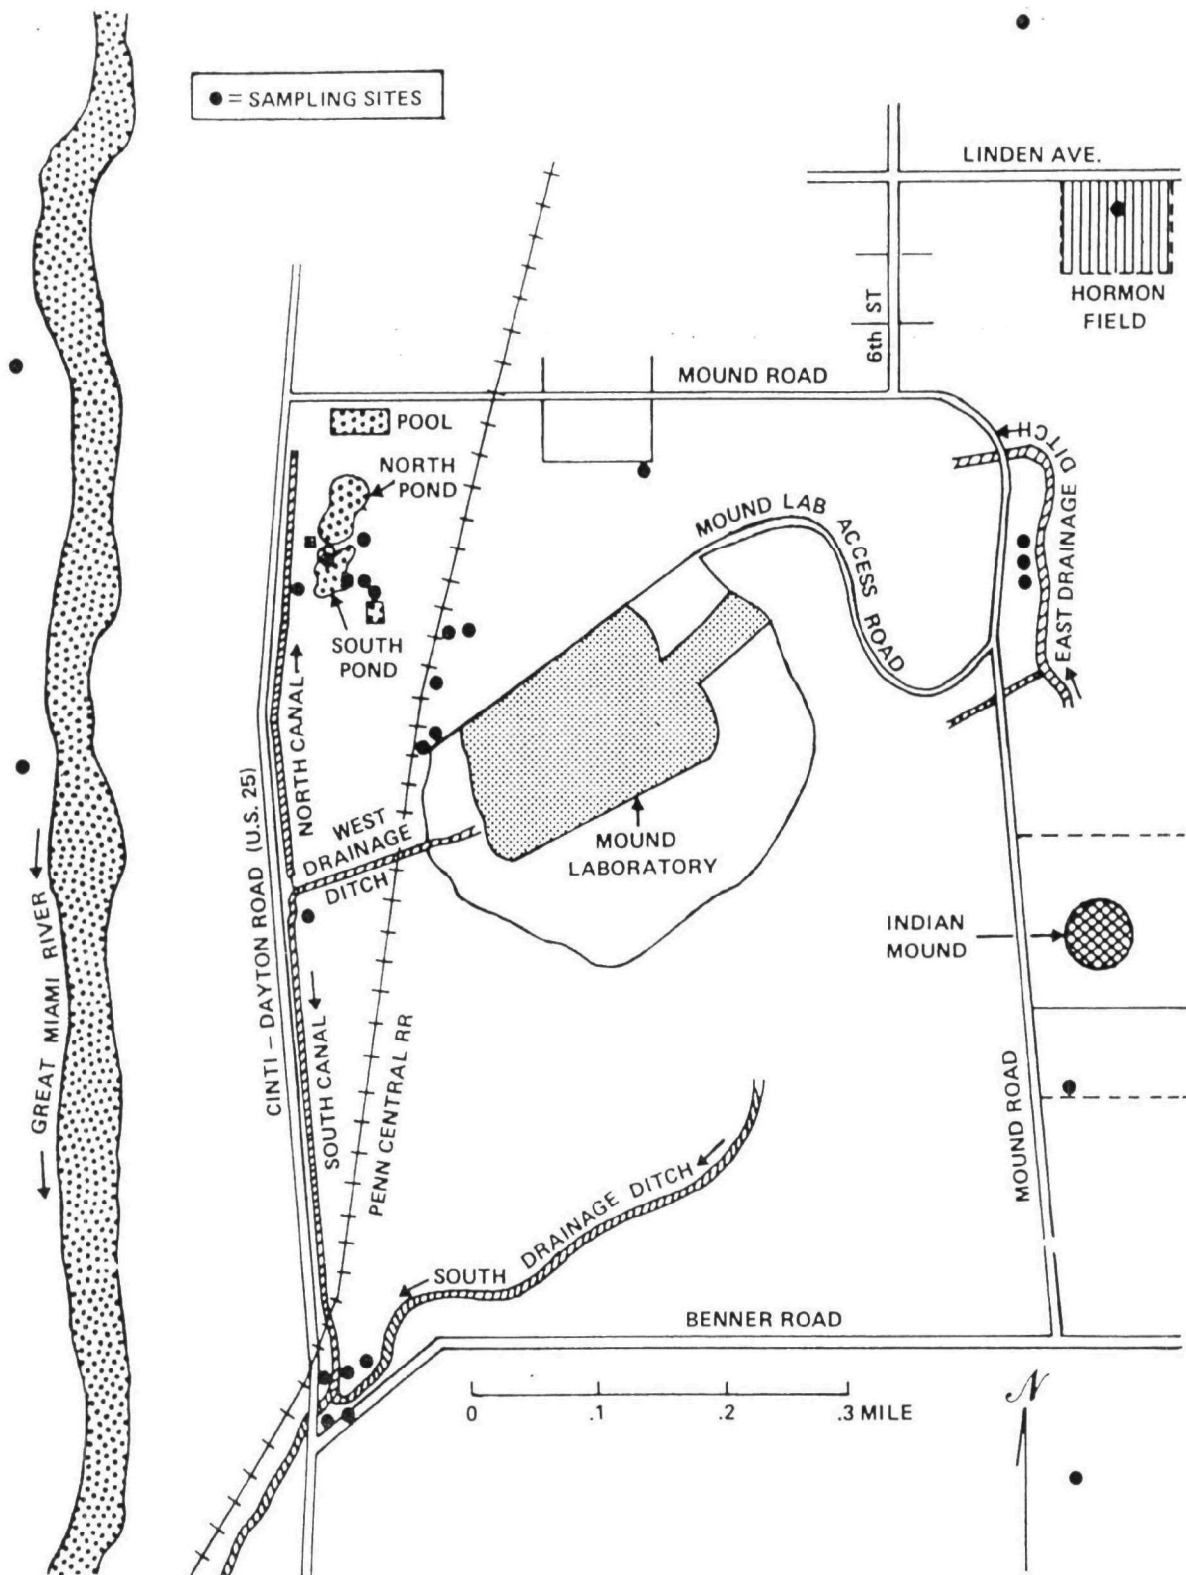 ● = SAMPLING SITES
LINDEN AVE.
HORMON
FIELD
6th ST
MOUND ROAD
POOL
NORTH
POND
EAST DRAINAGE DITCH
MOUND LAB ACCESS ROAD
SOUTH
POND
NORTH CANAL
CINTI – DAYTON ROAD (U.S. 25)
WEST
DRAINAGE
DITCH
MOUND
LABORATORY
GREAT MIAMI RIVER
INDIAN
MOUND
SOUTH CANAL
PENN CENTRAL RR
MOUND ROAD
SOUTH DRAINAGE DITCH
BENNER ROAD
0 .1 .2 .3 MILE
N